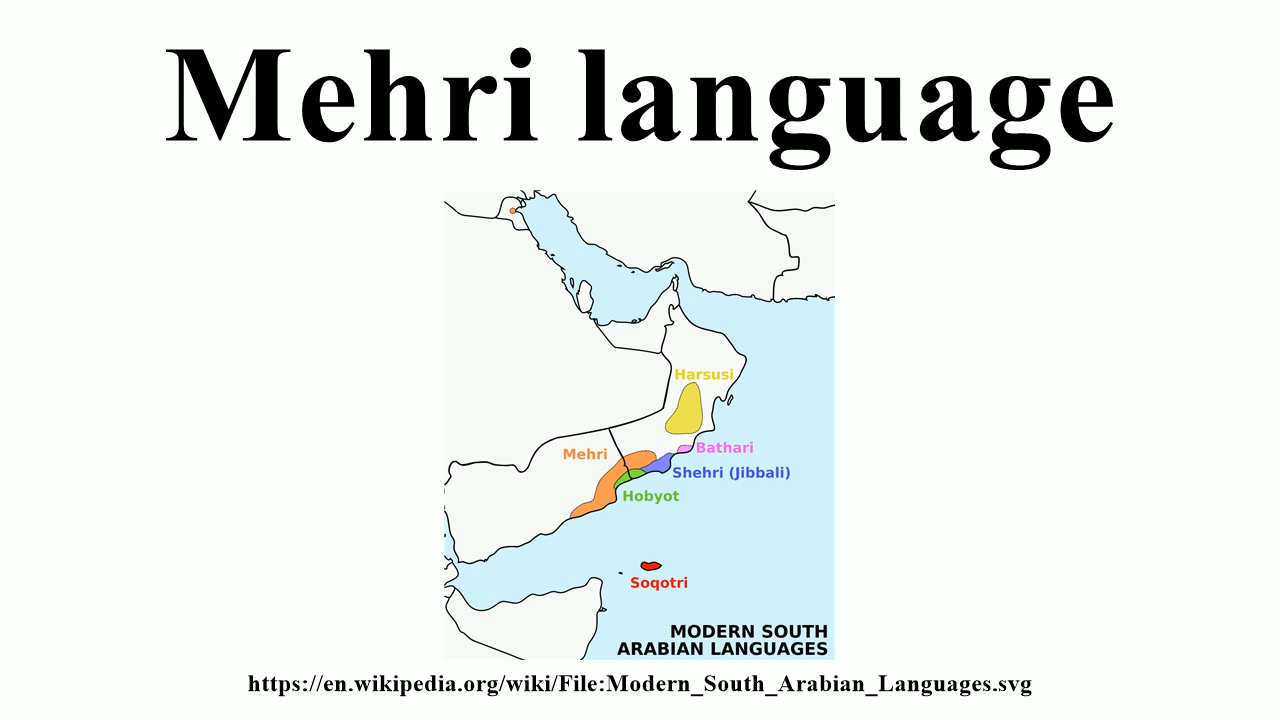 Mehri language
Harsusi
Bathari
Mehri
Shehri (Jibbali)
Hobyot
Soqotri
MODERN SOUTH
ARABIAN LANGUAGES
https://en.wikipedia.org/wiki/File:Modern_South_Arabian_Languages.svg